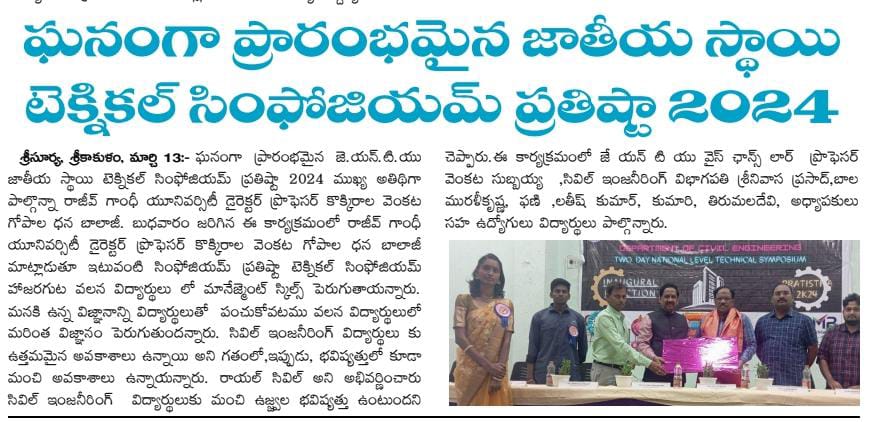 ఘనంగా ప్రారంభమైన జాతీయ స్థాయి
టెక్నికల్ సింఫోజియమ్ ప్రతిష్టా 2024
శ్రీసూర్య, శ్రీకాకుళం, మార్చి 13:- ఘనంగా ప్రారంభమైన జె.యన్.టి.యు
జాతీయ స్థాయి టెక్నికల్ సింఫోజియమ్ ప్రతిష్టా 2024 ముఖ్య అతిథిగా
పాల్గొన్నా రాజీవ్ గాంధీ యూనివర్సిటీ డైరెక్టర్ ప్రొఫెసర్ కొక్కిరాల వెంకట
గోపాల ధన బాలాజీ. బుధవారం జరిగిన ఈ కార్యక్రమంలో రాజీవ్ గాంధీ
యూనివర్సిటీ డైరెక్టర్ ప్రొఫెసర్ కొక్కిరాల వెంకట గోపాల ధన బాలాజీ
మాట్లాడుతూ ఇటువంటి సింఫోజియమ్ ప్రతిష్టా టెక్నికల్ సింఫోజియమ్
హాజరగుట వలన విద్యార్థులు లో మానేజ్మెంట్ స్కిల్స్ పెరుగుతాయన్నారు.
మనకి ఉన్న విజ్ఞానాన్ని విద్యార్థులుతో పంచుకోవటము వలన విద్యార్థులులో
మరింత విజ్ఞానం పెరుగుతుందన్నారు. సివిల్ ఇంజనీరింగ్ విద్యార్థులు కు
ఉత్తమమైన అవకాశాలు ఉన్నాయి అని గతంలో,ఇప్పుడు, భవిష్యత్తులో కూడా
మంచి అవకాశాలు ఉన్నాయన్నారు. రాయల్ సివిల్ అని అభివర్ణించారు
సివిల్ ఇంజనీరింగ్ విద్యార్థులుకు మంచి ఉజ్జ్వల భవిష్యత్తు ఉంటుందని
చెప్పారు.ఈ కార్యక్రమంలో జే యన్ టి యు వైస్ ఛాన్స్ లార్ ప్రొఫెసర్
వెంకట సుబ్బయ్య ,సివిల్ ఇంజనీరింగ్ విభాగపతి శ్రీనివాస ప్రసాద్,బాల
మురళీకృష్ణ, ఫణి ,లతీష్ కుమార్, కుమారి, తిరుమలదేవి, అధ్యాపకులు
సహ ఉద్యోగులు విద్యార్థులు పాల్గొన్నారు.
DEPARTMENT OF CIVIL ENGINEERING
TWO DAY NATIONAL LEVEL TECHNICAL SYMPOSIUM
INAUGURAL
PRATISTHA
2K24